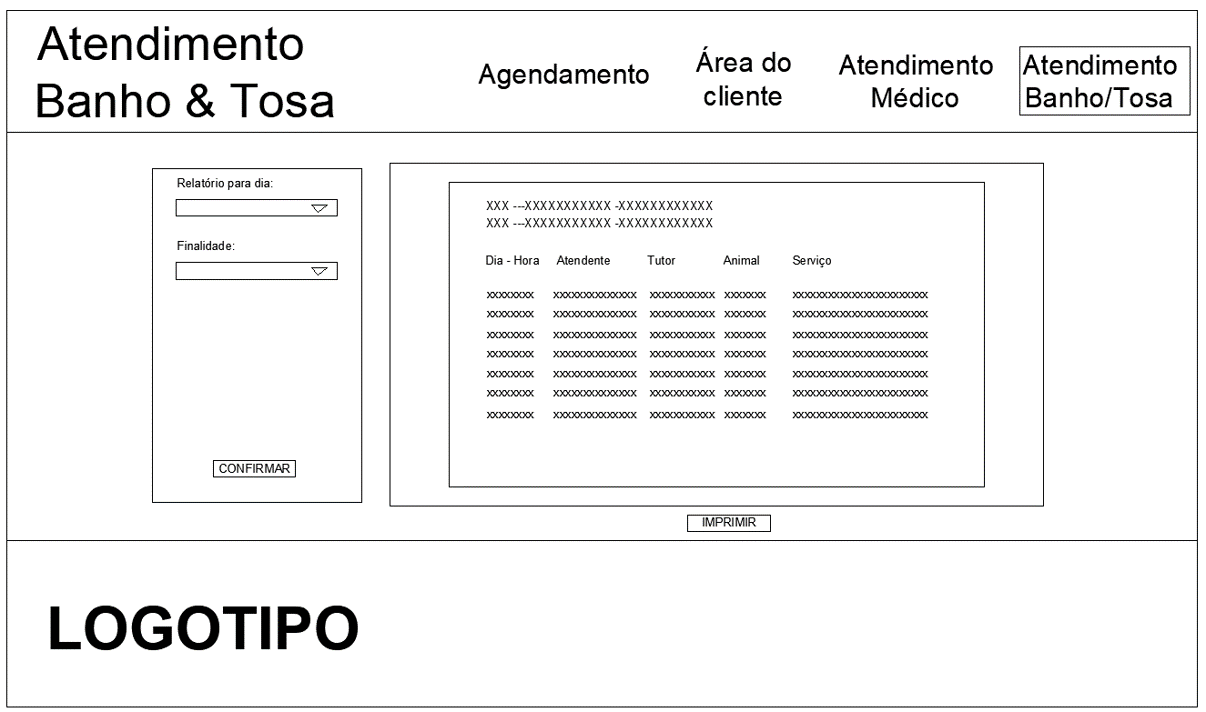 Atendimento
Banho & Tosa
Agendamento
Área do
cliente
Atendimento
Médico
Atendimento
Banho/Tosa
Relatório para dia:
Finalidade:
CONFIRMAR
XXX ---XXXXXXXXXXX -XXXXXXXXXXXX
XXX ---XXXXXXXXXXX -XXXXXXXXXXXX
Dia - Hora Atendente Tutor Animal Serviço
xxxxxxxx xxxxxxxxxxxxxx xxxxxxxxxxx xxxxxxx xxxxxxxxxxxxxxxxxxxxxxx
xxxxxxxx xxxxxxxxxxxxxx xxxxxxxxxxx xxxxxxx xxxxxxxxxxxxxxxxxxxxxxx
xxxxxxxx xxxxxxxxxxxxxx xxxxxxxxxxx xxxxxxx xxxxxxxxxxxxxxxxxxxxxxx
xxxxxxxx xxxxxxxxxxxxxx xxxxxxxxxxx xxxxxxx xxxxxxxxxxxxxxxxxxxxxxx
xxxxxxxx xxxxxxxxxxxxxx xxxxxxxxxxx xxxxxxx xxxxxxxxxxxxxxxxxxxxxxx
xxxxxxxx xxxxxxxxxxxxxx xxxxxxxxxxx xxxxxxx xxxxxxxxxxxxxxxxxxxxxxx
xxxxxxxx xxxxxxxxxxxxxx xxxxxxxxxxx xxxxxxx xxxxxxxxxxxxxxxxxxxxxxx
IMPRIMIR
LOGOTIPO